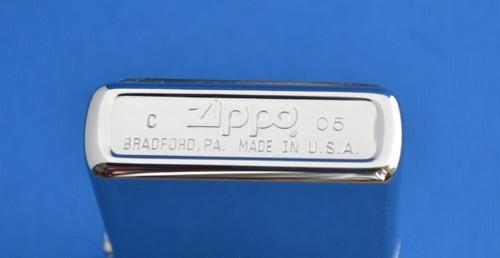 C Zippo 05
BRADFORD, PA. MADE IN U.S.A.